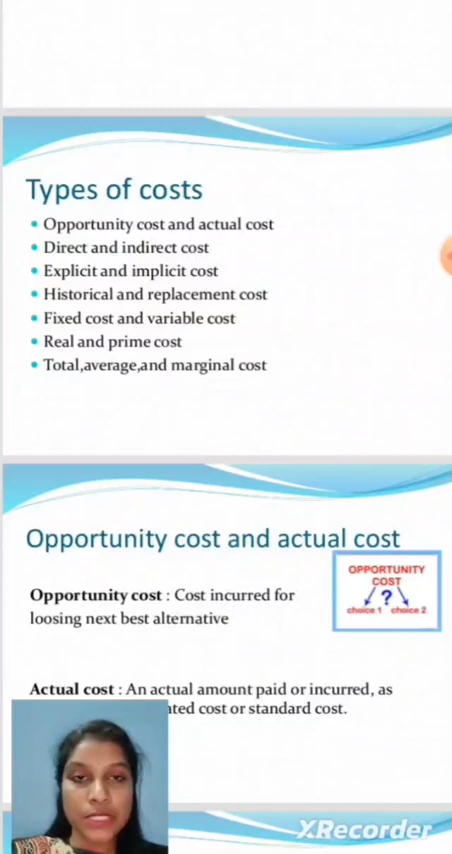 Types of costs
Opportunity cost and actual cost
Direct and indirect cost
Explicit and implicit cost
Historical and replacement cost
Fixed cost and variable cost
Real and prime cost
Total,average,and marginal cost
Opportunity cost and actual cost
Opportunity cost : Cost incurred for
loosing next best alternative
OPPORTUNITY
COST
?
choice 1 choice 2
Actual cost : An actual amount paid or incurred, as
cost or standard cost.
XRecorder